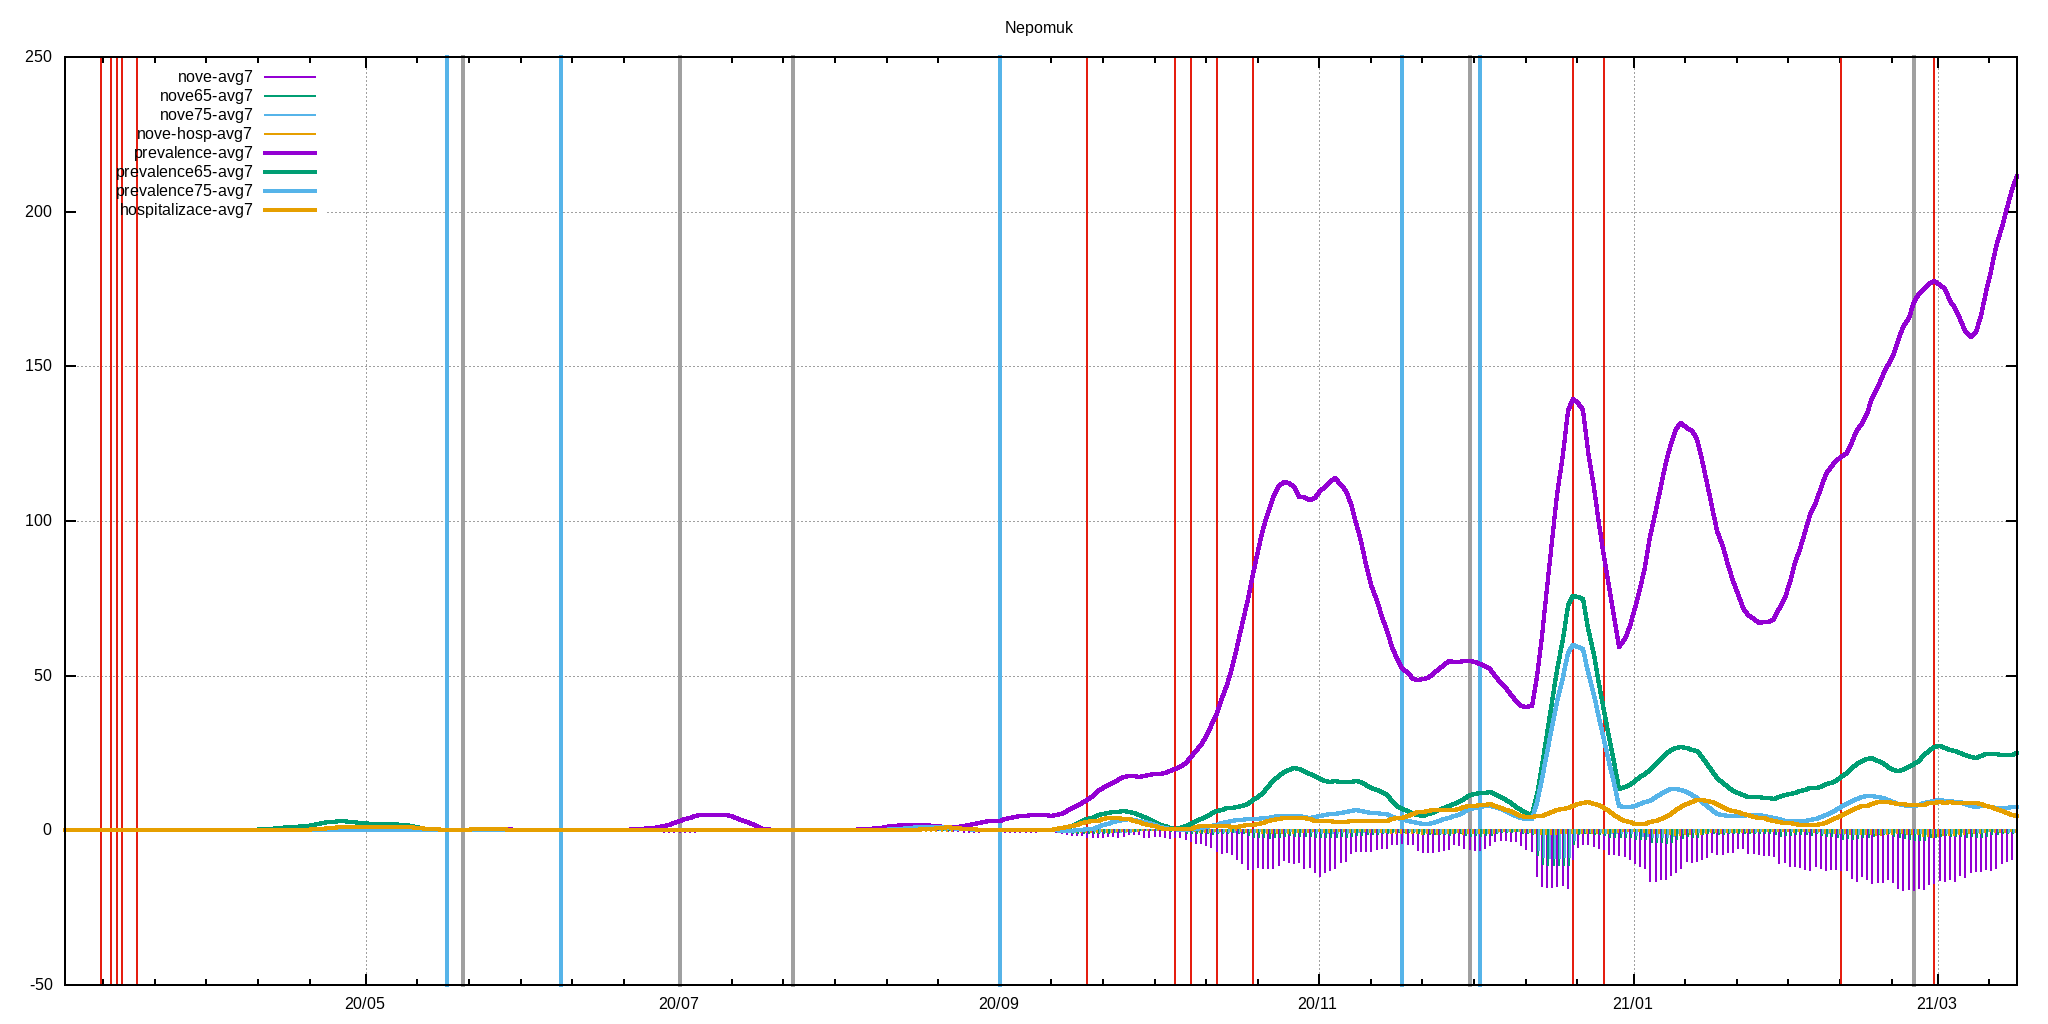 Nepomuk
250
200
150
100
50
0
-50
nove-avg7
nove65-avg7
nove75-avg7
nove-hosp-avg7
prevalence-avg7
prevalence65-avg7
prevalence75-avg7
hospitalizace-avg7
20/05
20/07
20/09
20/11
21/01
21/03